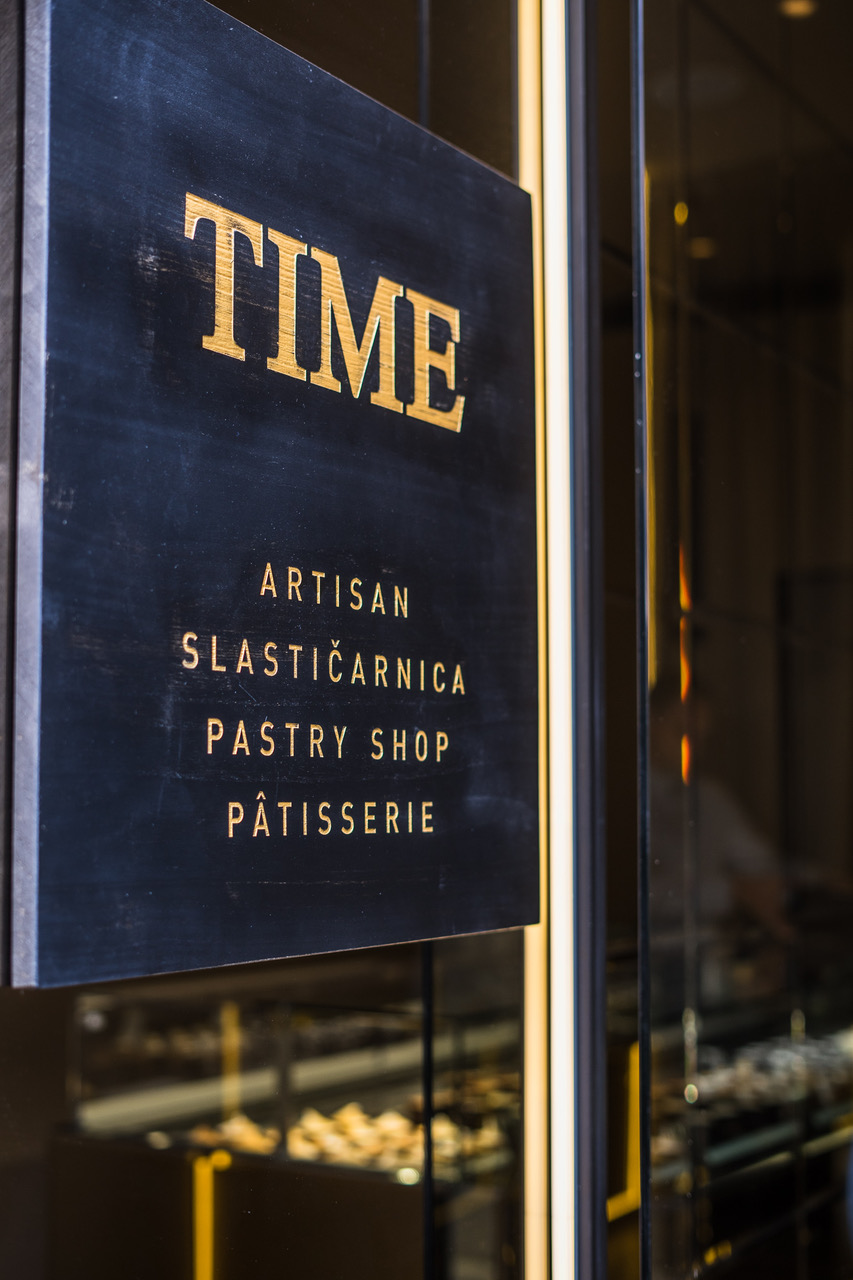 TIME
ARTISAN
SLASTIČARNICA
PASTRY SHOP
PÂTISSERIE